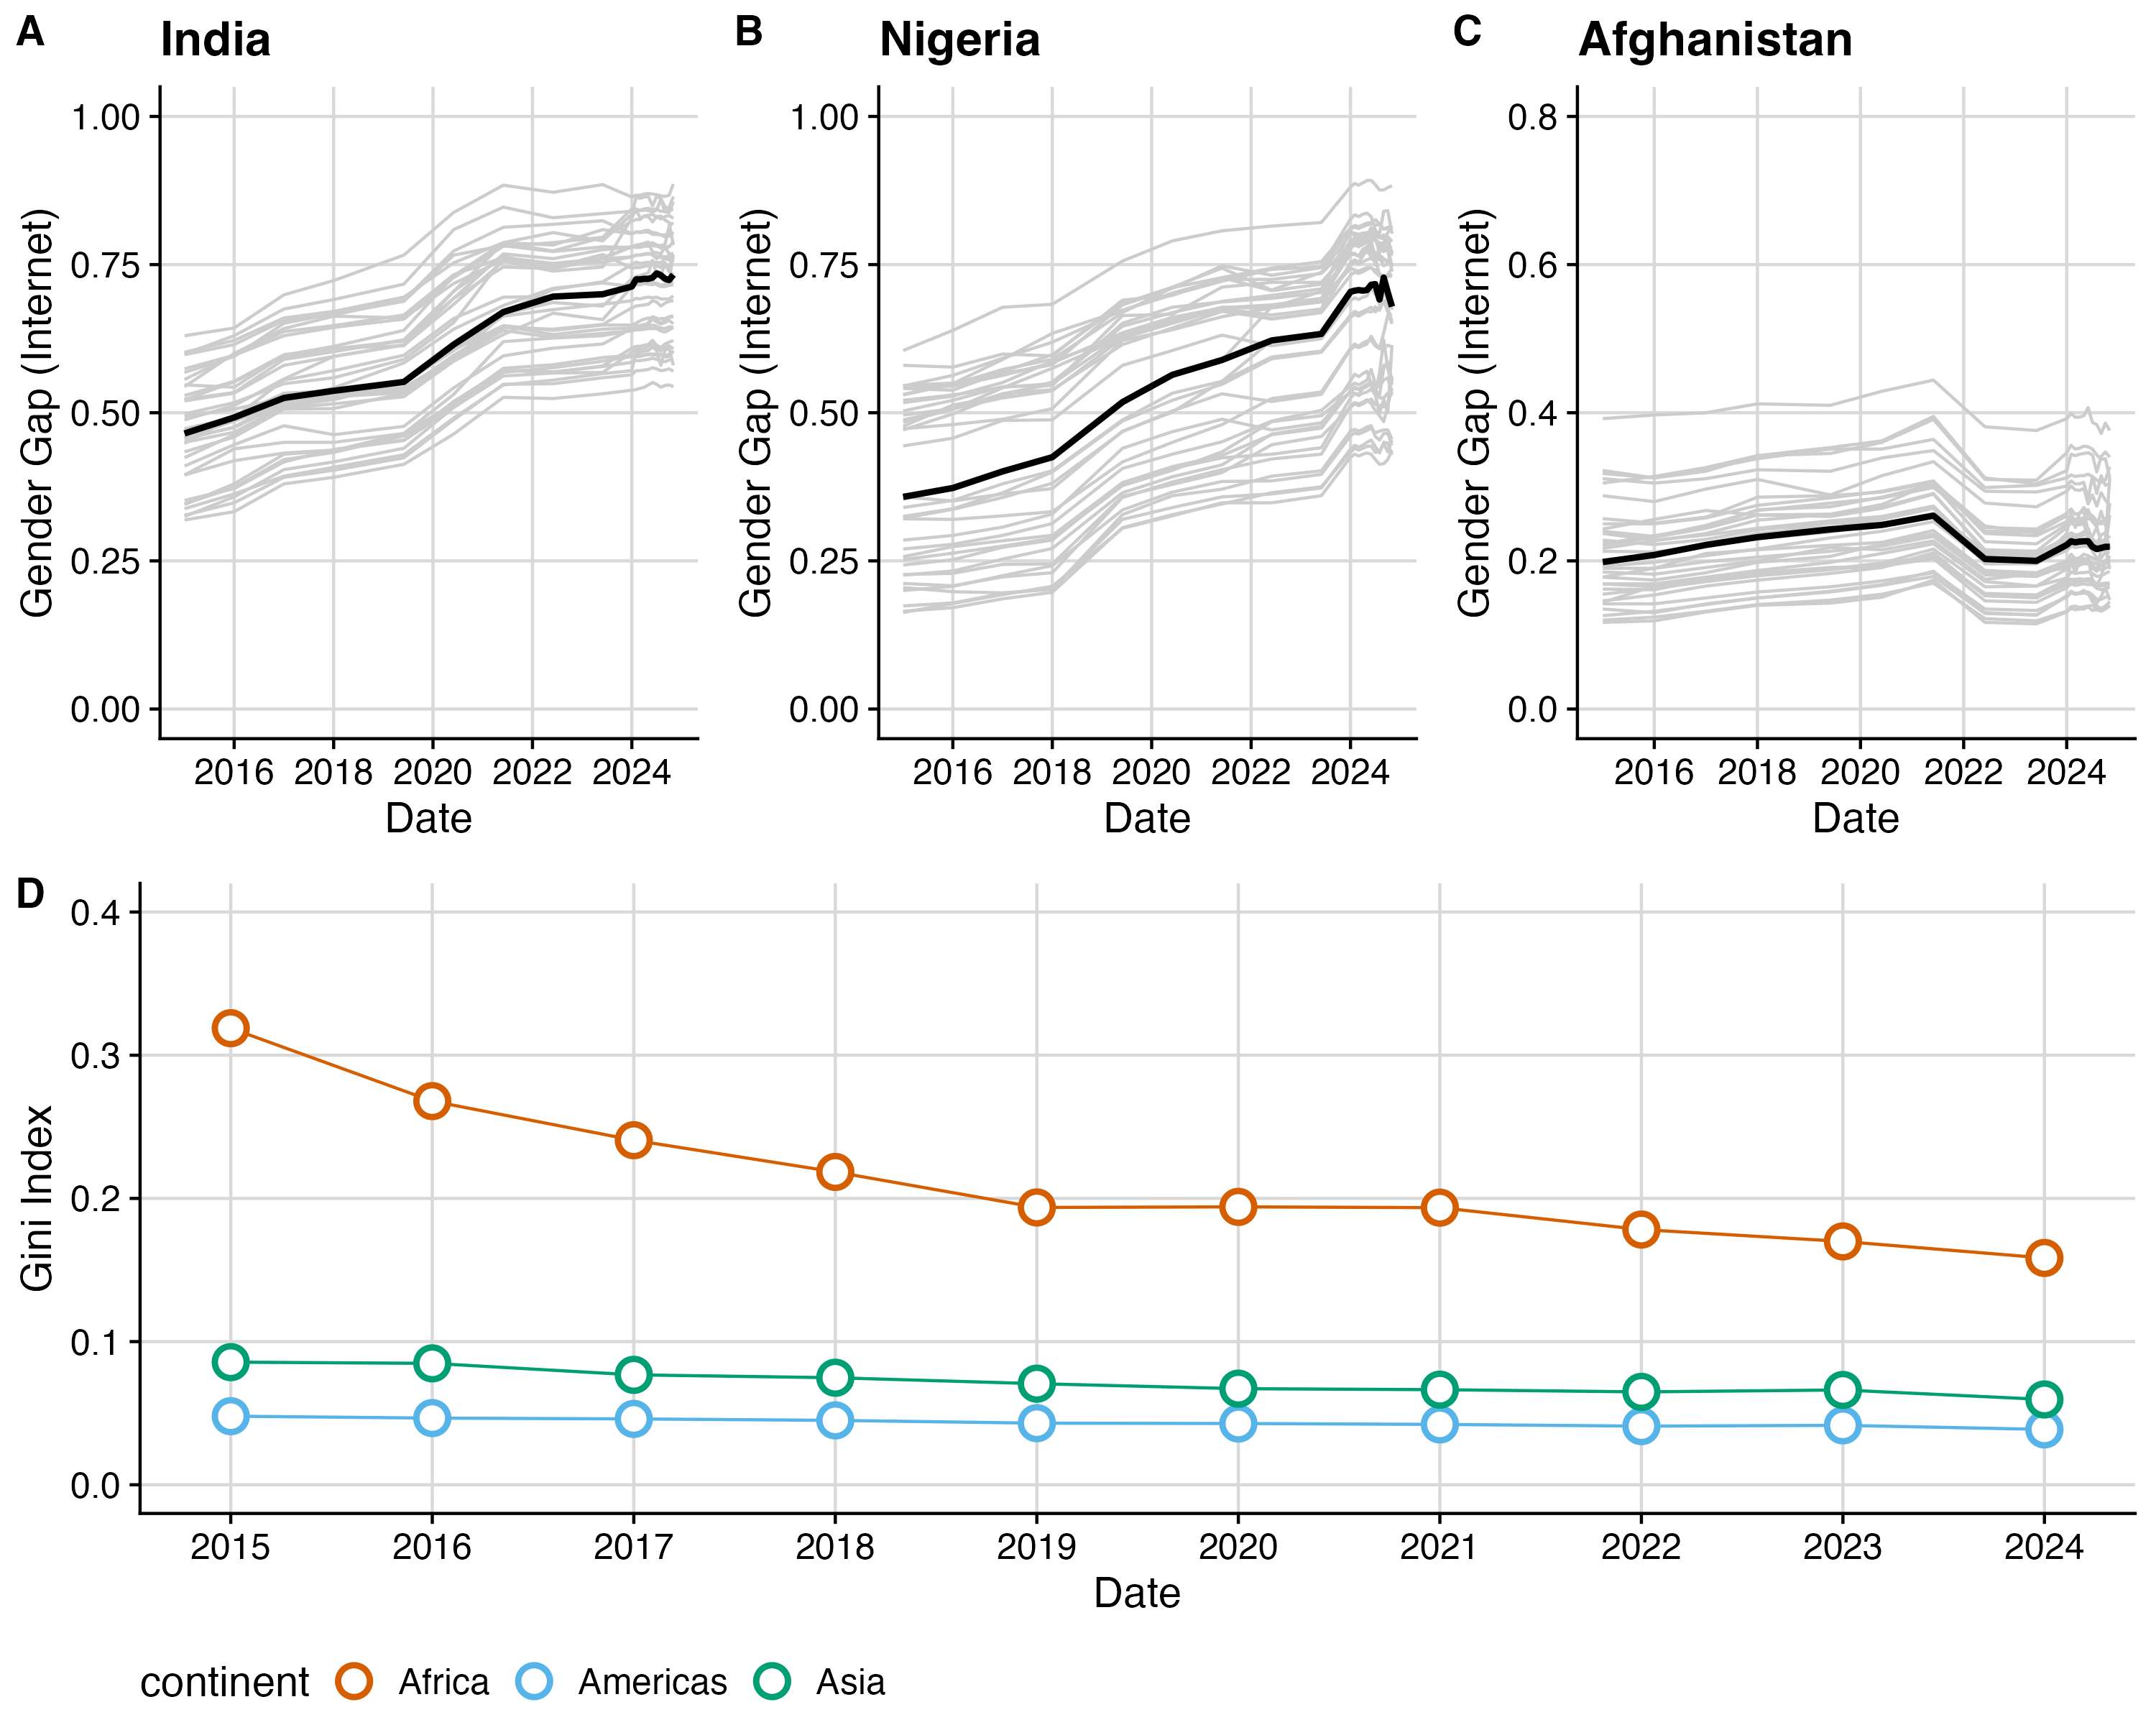 A India
1.00
0.75
0.50
0.25
0.00
Gender Gap (Internet)
2016 2018 2020 2022 2024
Date
B Nigeria
1.00
0.75
0.50
0.25
0.00
Gender Gap (Internet)
2016 2018 2020 2022 2024
Date
C Afghanistan
0.8
0.6
0.4
0.2
0.0
Gender Gap (Internet)
2016 2018 2020 2022 2024
Date
D
0.4
0.3
0.2
0.1
0.0
Gini Index
2015 2016 2017 2018 2019 2020 2021 2022 2023 2024
Date
continent Africa Americas Asia